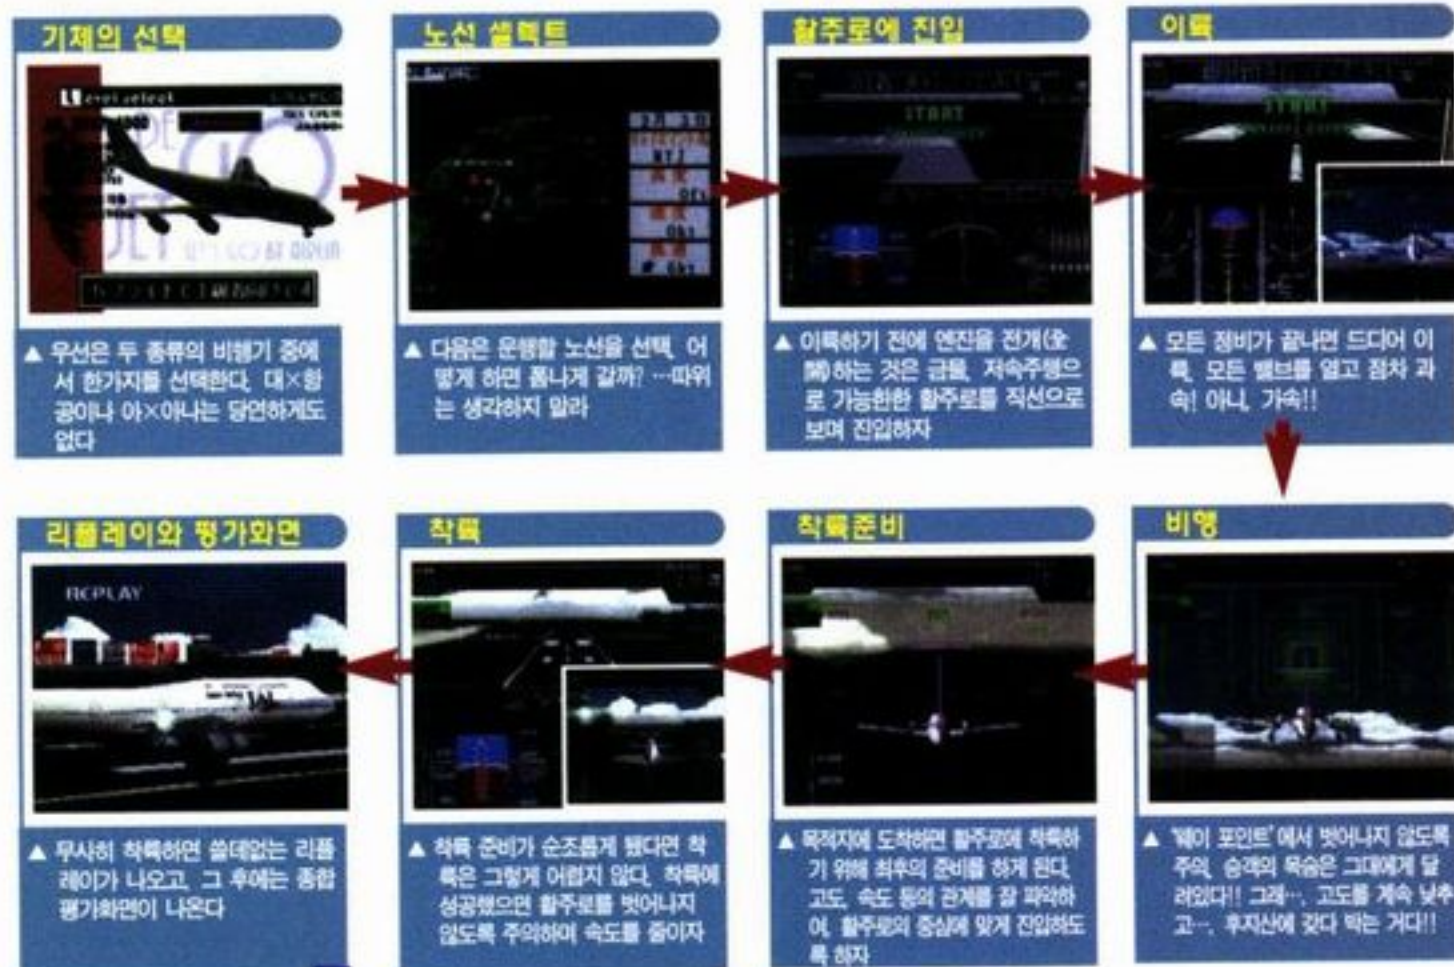 기체의 선택
▲ 우선은 두 종류의 비행기 중에
서 한가지를 선택한다. 대×항
공이나 아×아나는 당연하게도
없다
노선 셀렉트
▲ 다음은 운행할 노선을 선택, 어
떻게 하면 폼나게 갈까? …따위
는 생각하지 말라
활주로에 진입
START
▲ 이륙하기 전에 엔진을 전개(全
開)하는 것은 금물, 저속주행으
로 가능한한 활주로를 직선으로
보며 진입하자
이륙
START
▲ 모든 정비가 끝나면 드디어 이
륙, 모든 밸브를 열고 점차 과
속! 아니, 가속!!
비행
▲ '웨이 포인트'에서 벗어나지 않도록
주의, 승객의 목숨은 그대에게 달
려있다!! 그래…, 고도를 계속 낮추
고…, 후지산에 갖다 박는 거다!!
착륙준비
▲ 목적지에 도착하면 활주로에 착륙하
기 위해 최후의 준비를 하게 된다.
고도, 속도 등의 관계를 잘 파악하
여, 활주로의 중심에 맞게 진입하도
록 하자
착륙
▲ 착륙 준비가 순조롭게 됐다면 착
륙은 그렇게 어렵지 않다. 착륙에
성공했으면 활주로를 벗어나지
않도록 주의하며 속도를 줄이자
리플레이와 평가화면
REPLAY
▲ 무사히 착륙하면 쓸데없는 리플
레이가 나오고, 그 후에는 종합
평가화면이 나온다